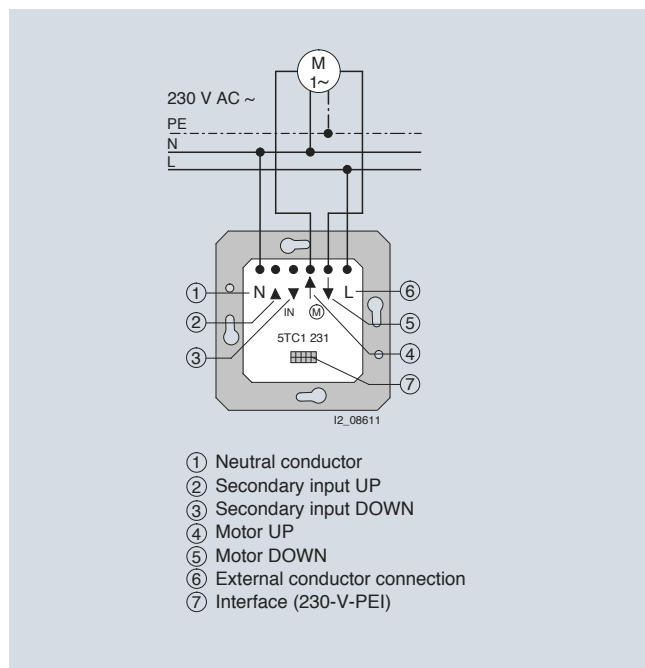 M
1~
230 V AC ~
PE
N
L
1 N L 6
2 IN M 5
3 5TC1 231 4
7
I2_08611
1 Neutral conductor
2 Secondary input UP
3 Secondary input DOWN
4 Motor UP
5 Motor DOWN
6 External conductor connection
7 Interface (230-V-PEI)